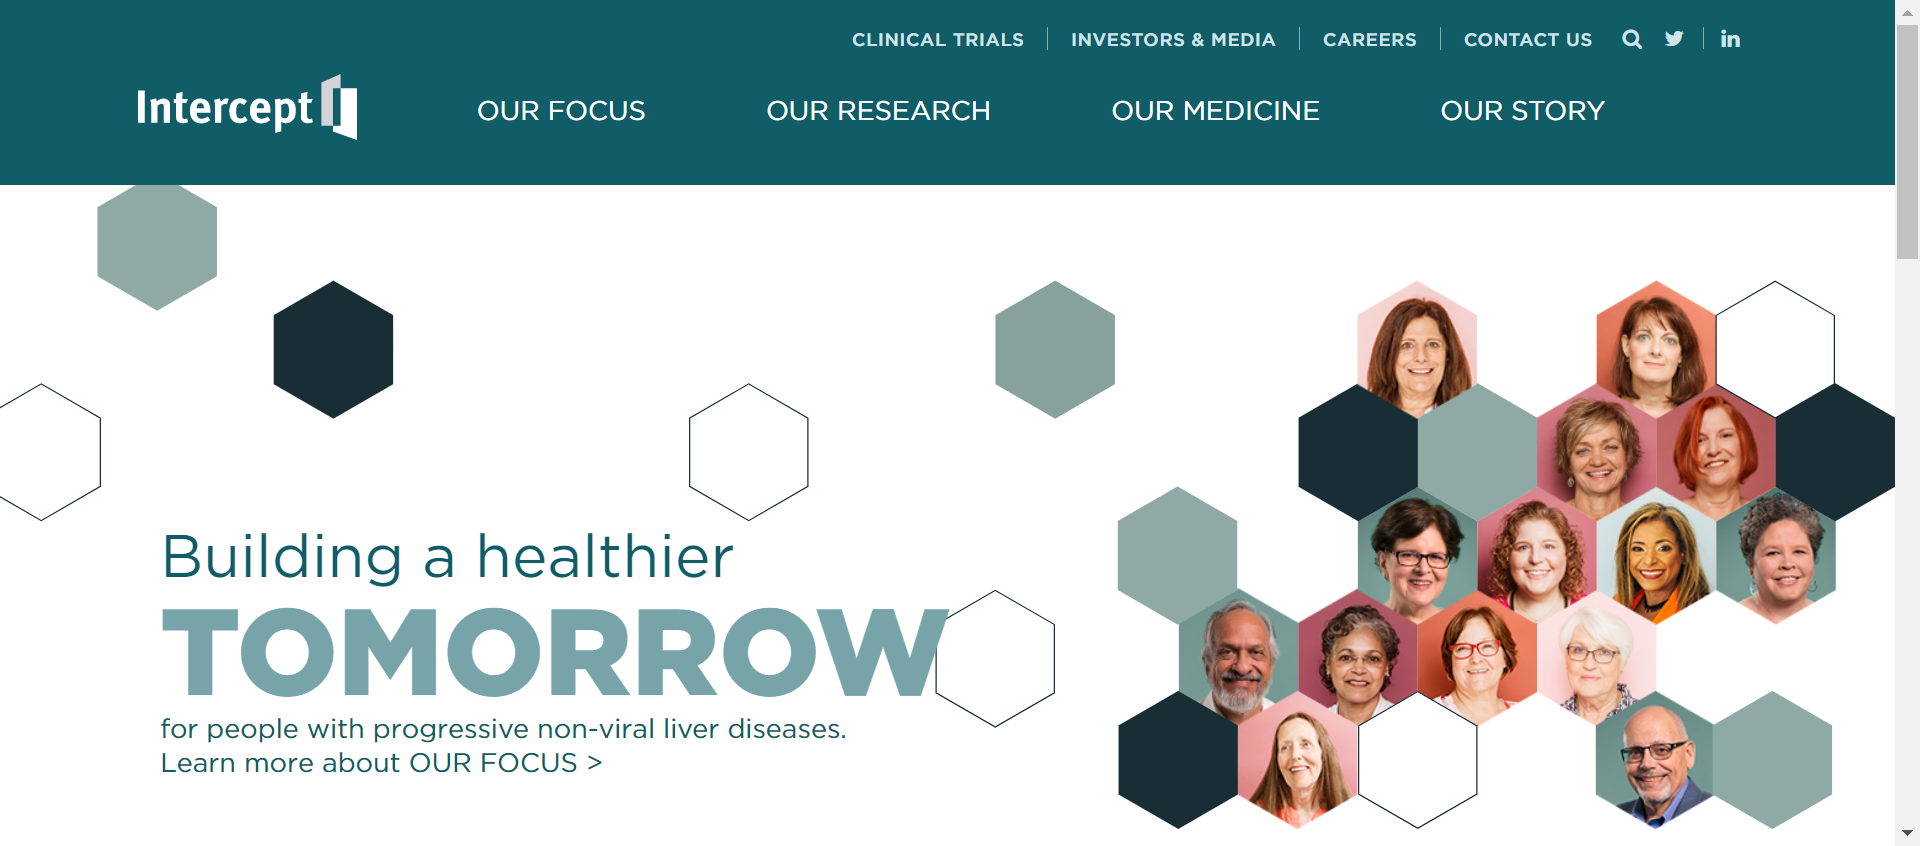 CLINICAL TRIALS
INVESTORS & MEDIA
CAREERS
CONTACT US
in
Intercept
OUR FOCUS
OUR RESEARCH
OUR MEDICINE
OUR STORY
Building a healthier
TOMORROW
for people with progressive non-viral liver diseases.
Learn more about OUR FOCUS >